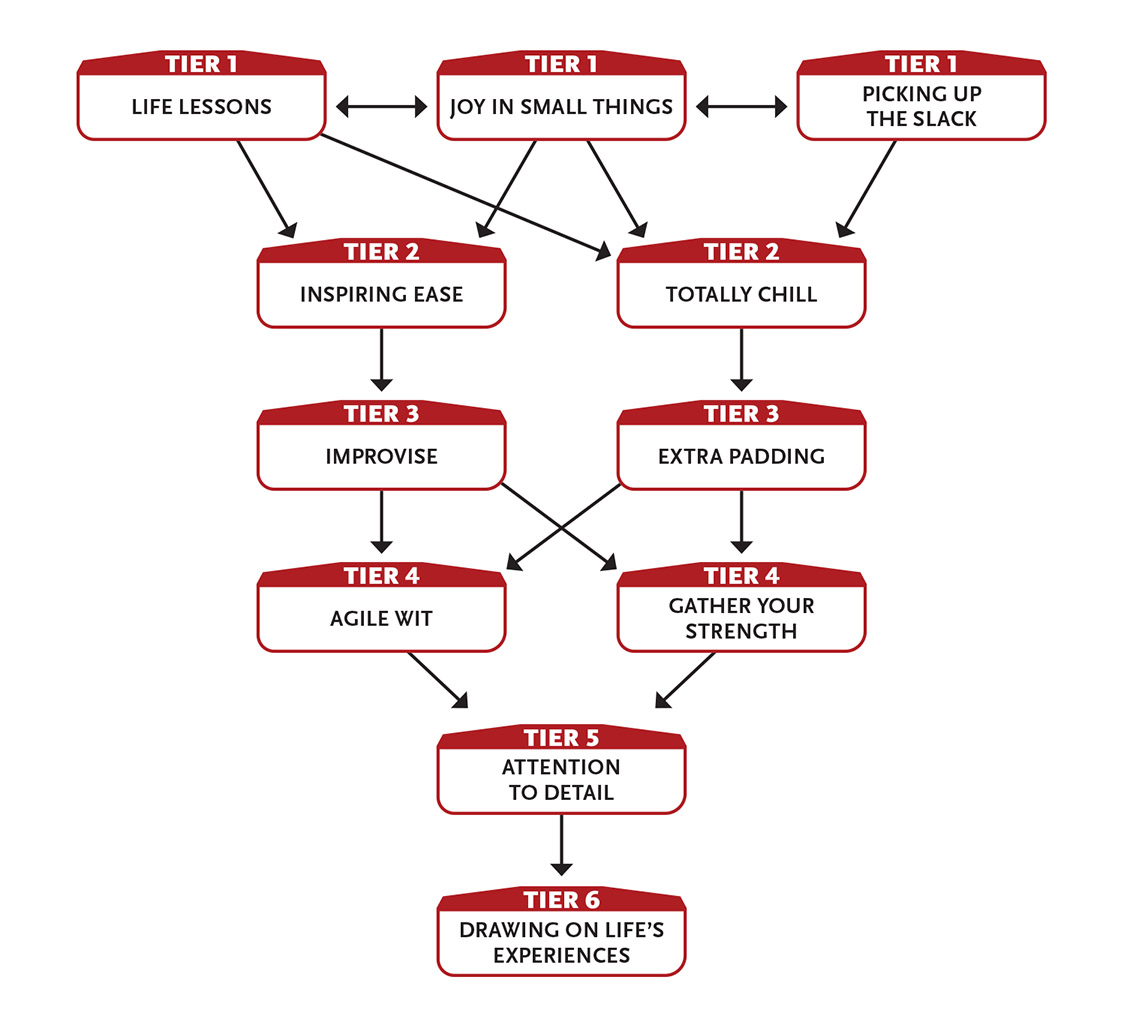 TIER 1
LIFE LESSONS
TIER 1
JOY IN SMALL THINGS
TIER 1
PICKING UP
THE SLACK
TIER 2
INSPIRING EASE
TIER 2
TOTALLY CHILL
TIER 3
IMPROVISE
TIER 3
EXTRA PADDING
TIER 4
AGILE WIT
TIER 4
GATHER YOUR
STRENGTH
TIER 5
ATTENTION
TO DETAIL
TIER 6
DRAWING ON LIFE’S
EXPERIENCES